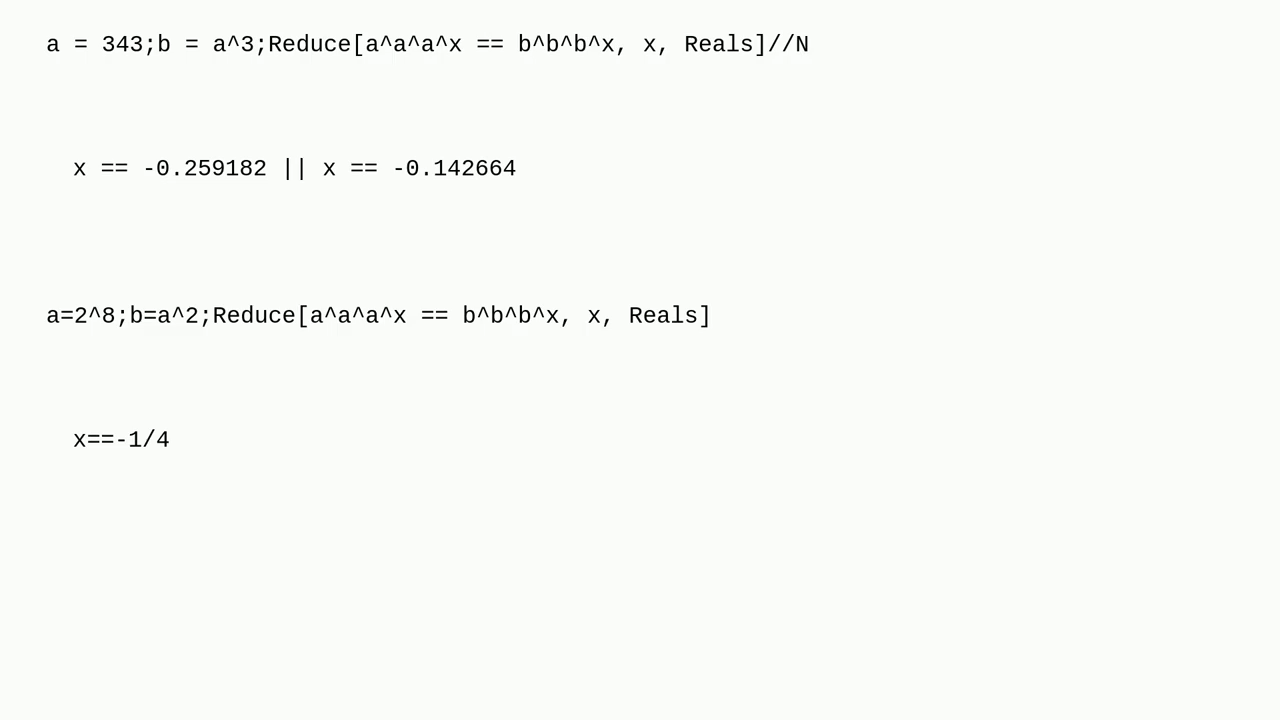 a = 343;b = a^3;Reduce[a^a^a^x == b^b^b^x, x, Reals]//N
x == -0.259182 || x == -0.142664
a=2^8;b=a^2;Reduce[a^a^a^x == b^b^b^x, x, Reals]
x==-1/4